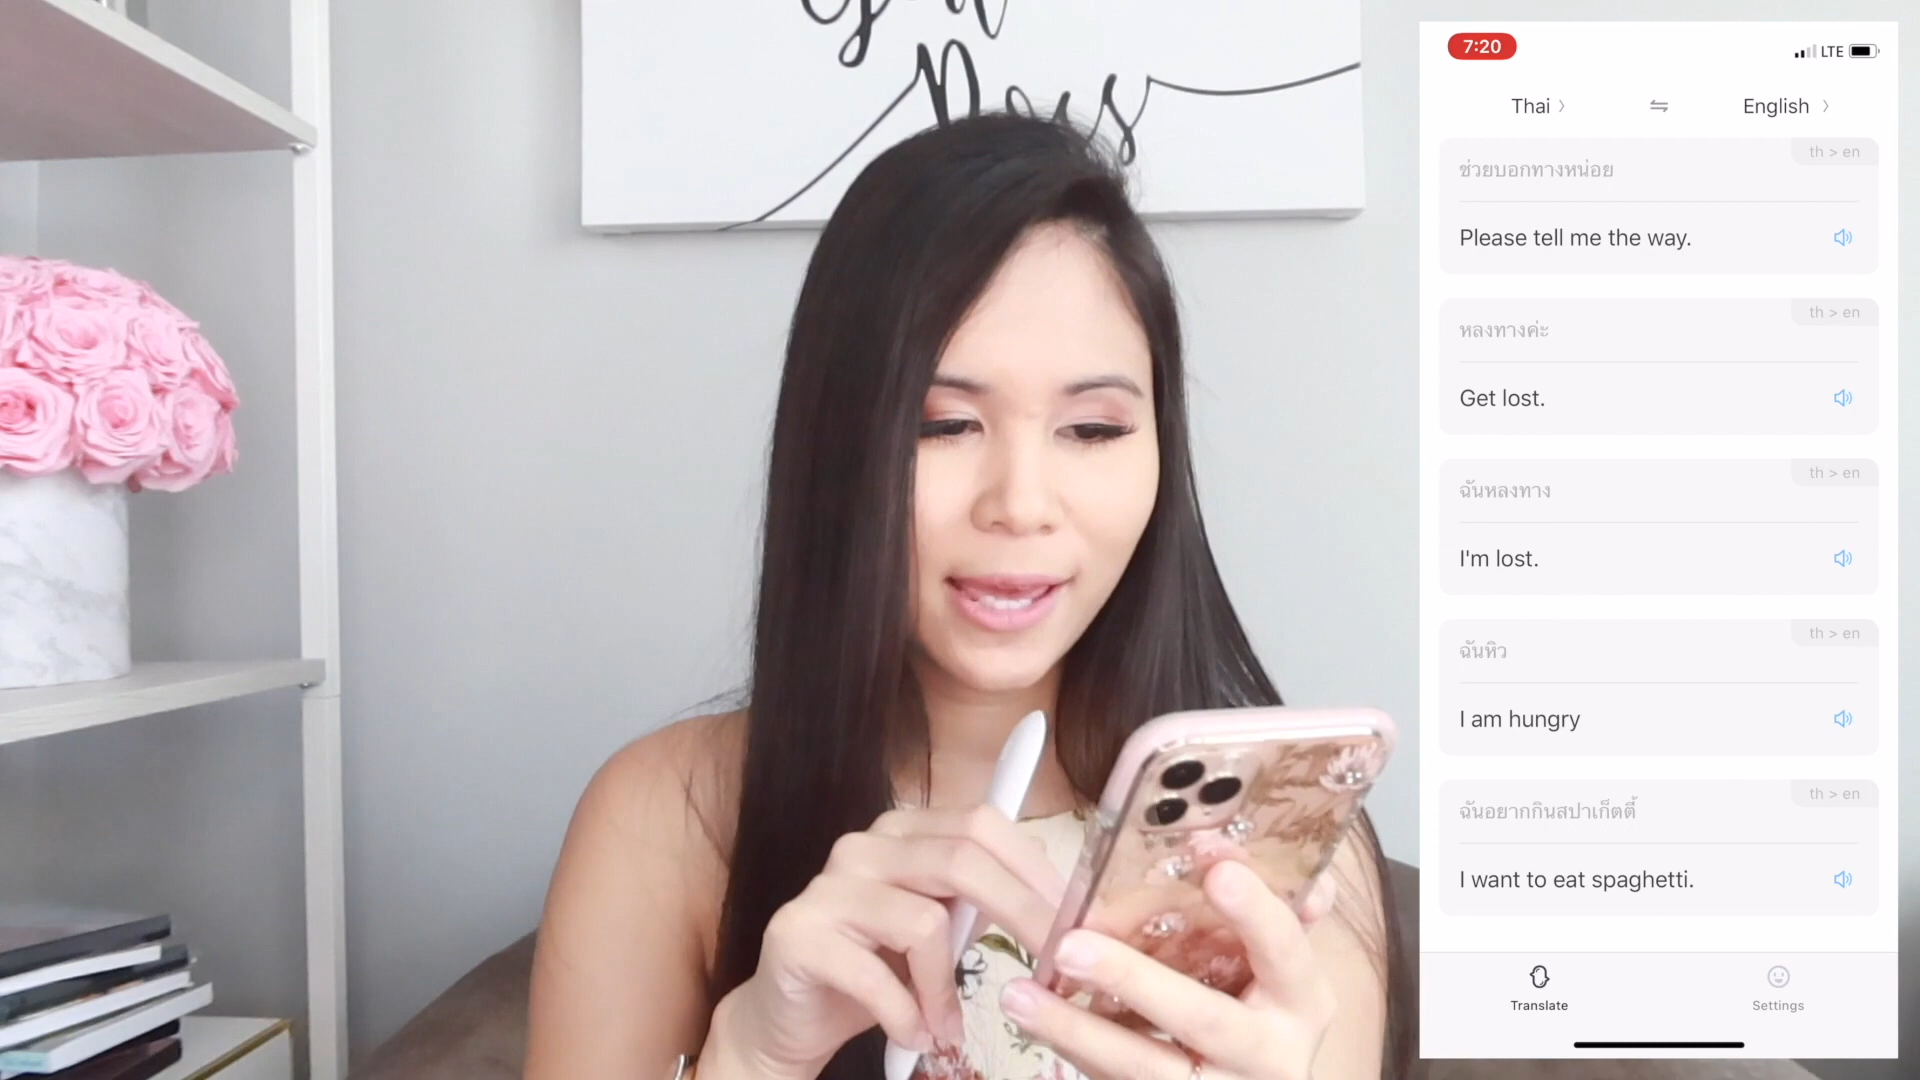 Girl
Boss
7:20
LTE
Thai
English
th > en
ช่วยบอกทางหน่อย
Please tell me the way.
th > en
หลงทางค่ะ
Get lost.
th > en
ฉันหลงทาง
I'm lost.
th > en
ฉันหิว
I am hungry
th > en
ฉันอยากกินสปาเก็ตตี้
I want to eat spaghetti.
Translate
Settings